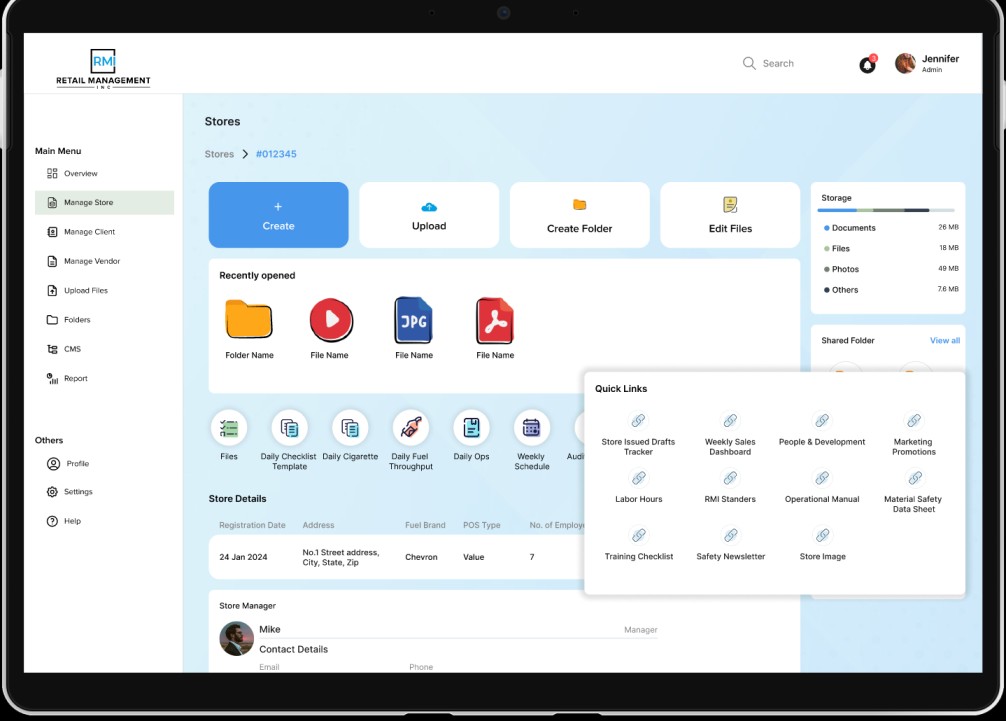 RMI
RETAIL MANAGEMENT
INC
Search
Jennifer
Admin
Main Menu
Overview
Manage Store
Manage Client
Manage Vendor
Upload Files
Folders
CMS
Report
Others
Profile
Settings
Help
Stores
Stores > #012345
+
Create
Upload
Create Folder
Edit Files
Storage
Documents 26 MB
Files 18 MB
Photos 49 MB
Others 7.6 MB
Recently opened
JPG
Folder Name
File Name
File Name
File Name
Shared Folder View all
Files
Daily Checklist
Template
Daily Cigarette
Daily Fuel
Throughput
Daily Ops
Weekly
Schedule
Audi
Store Details
Registration Date Address Fuel Brand POS Type No. of Employe
24 Jan 2024
No.1 Street address,
City, State, Zip
Chevron
Value
7
Store Manager
Mike
Manager
Contact Details
Email Phone
Quick Links
Store Issued Drafts
Tracker
Weekly Sales
Dashboard
People & Development
Marketing
Promotions
Labor Hours
RMI Standers
Operational Manual
Material Safety
Data Sheet
Training Checklist
Safety Newsletter
Store Image